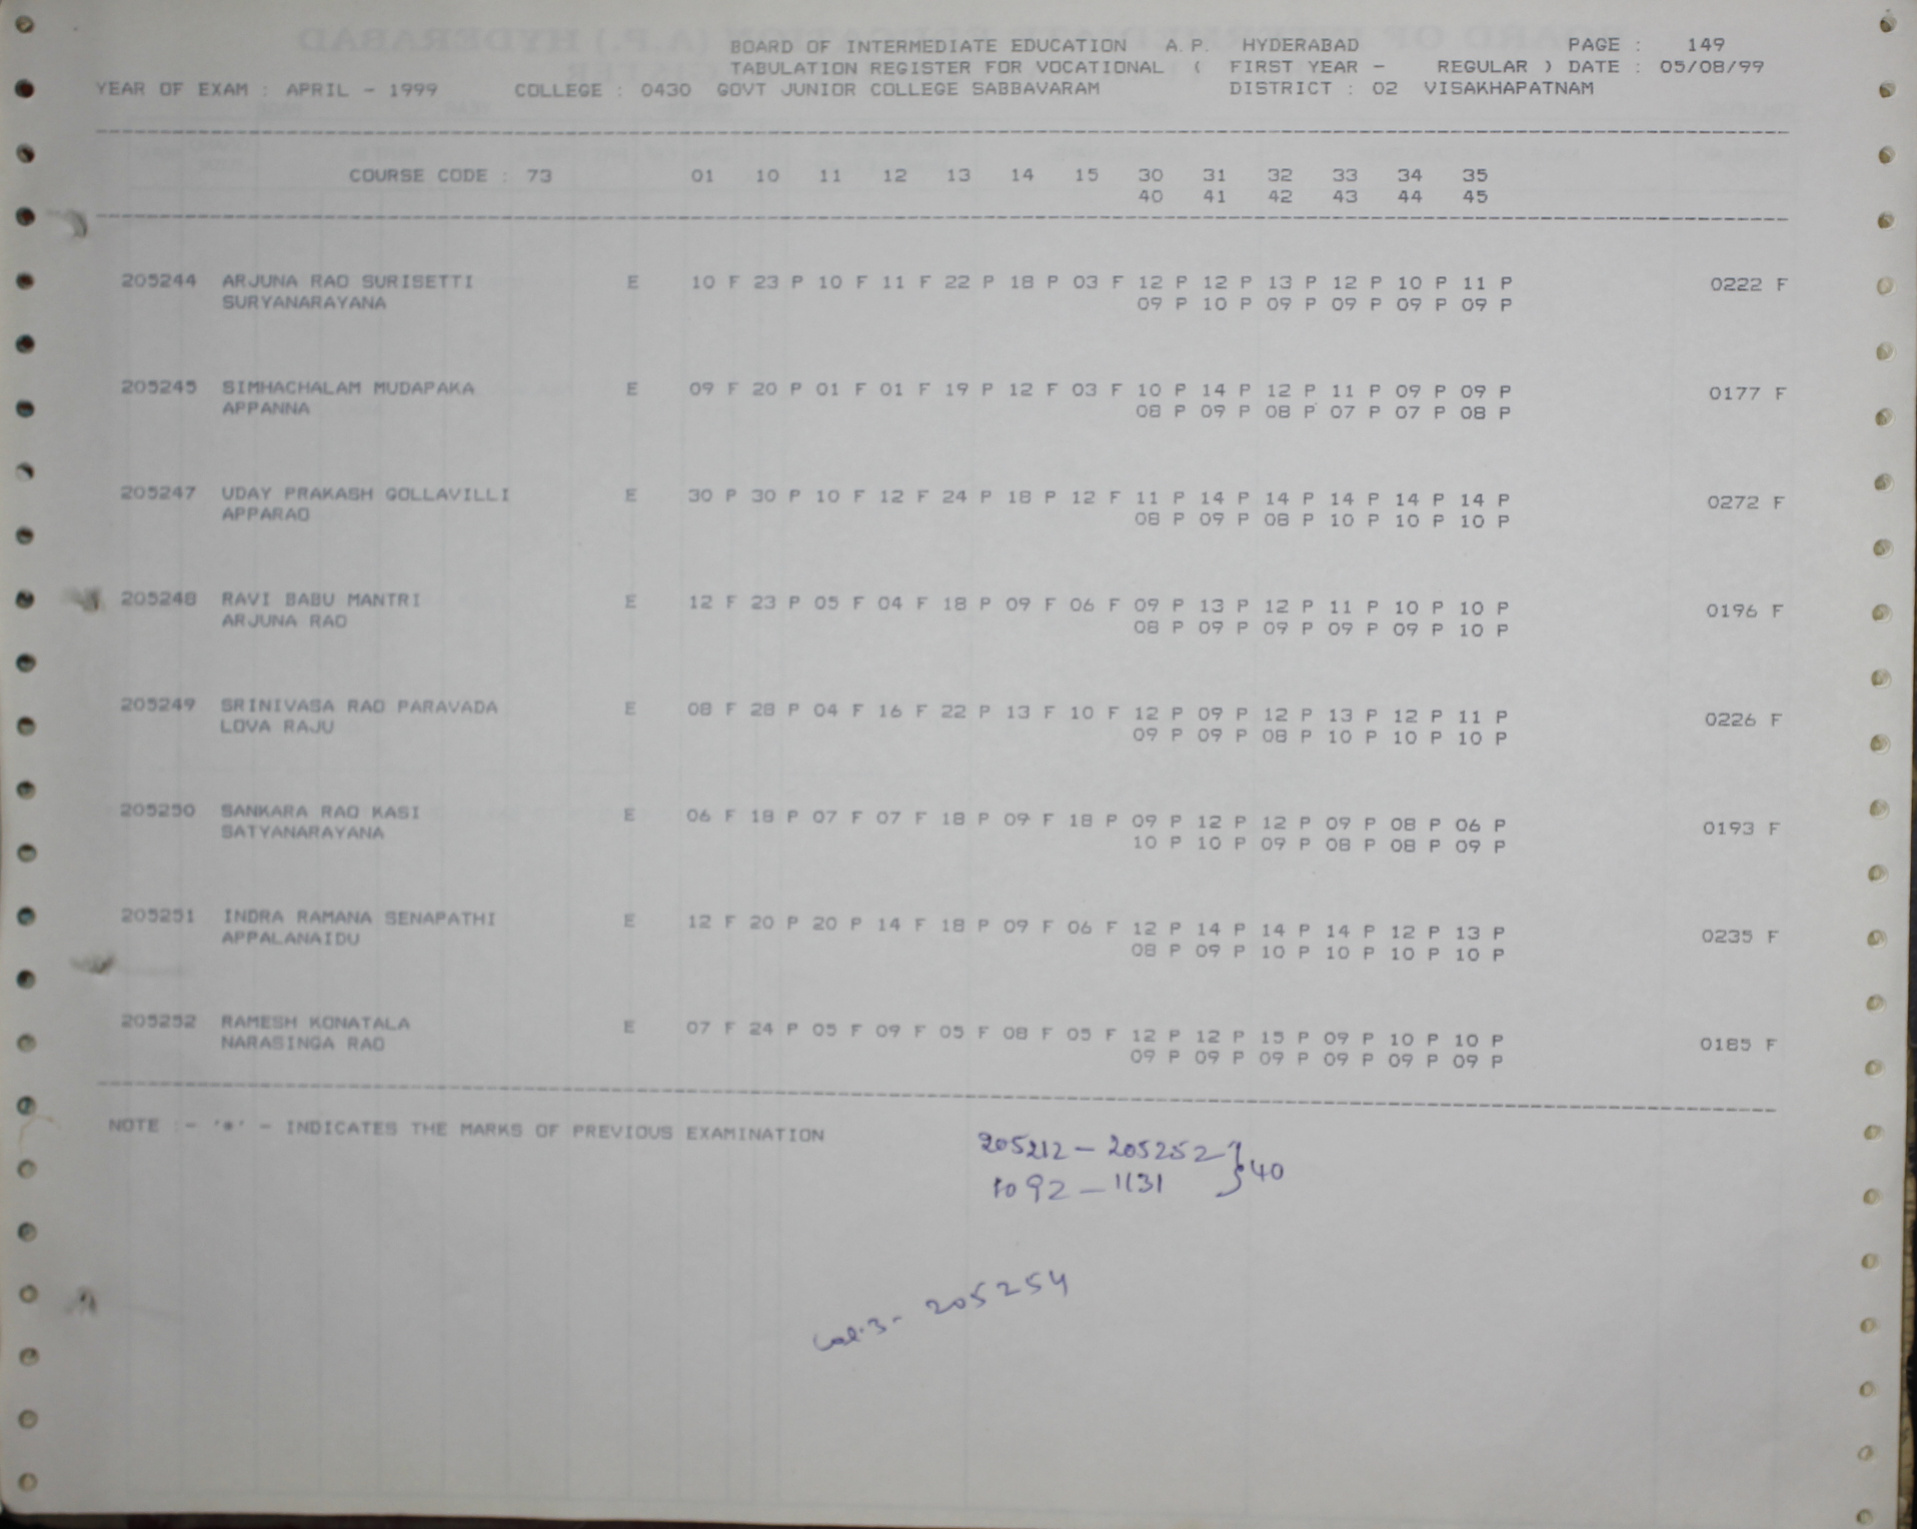 BOARD OF INTERMEDIATE EDUCATION A.P. HYDERABAD PAGE : 149
TABULATION REGISTER FOR VOCATIONAL ( FIRST YEAR - REGULAR ) DATE : 05/08/99
YEAR OF EXAM : APRIL - 1999 COLLEGE : 0430 GOVT JUNIOR COLLEGE SABBAVARAM DISTRICT : 02 VISAKHAPATNAM
COURSE CODE : 73 01 10 11 12 13 14 15 30 31 32 33 34 35
40 41 42 43 44 45
205244 ARJUNA RAO SURISETTI E 10 F 23 P 10 F 11 F 22 P 18 P 03 F 12 P 12 P 13 P 12 P 10 P 11 P 0222 F
SURYANARAYANA 09 P 10 P 09 P 09 P 09 P 09 P
205245 SIMHACHALAM MUDAPAKA E 09 F 20 P 01 F 01 F 19 P 12 F 03 F 10 P 14 P 12 P 11 P 09 P 09 P 0177 F
APPANNA 08 P 09 P 08 P 07 P 07 P 08 P
205247 UDAY PRAKASH GOLLAVILLI E 30 P 30 P 10 F 12 F 24 P 18 P 12 F 11 P 14 P 14 P 14 P 14 P 14 P 0272 F
APPARAO 08 P 09 P 08 P 10 P 10 P 10 P
205248 RAVI BABU MANTRI E 12 F 23 P 05 F 04 F 18 P 09 F 06 F 09 P 13 P 12 P 11 P 10 P 10 P 0196 F
ARJUNA RAO 08 P 09 P 09 P 09 P 09 P 10 P
205249 SRINIVASA RAO PARAVADA E 08 F 28 P 04 F 16 F 22 P 13 F 10 F 12 P 09 P 12 P 13 P 12 P 11 P 0226 F
LOVA RAJU 09 P 09 P 08 P 10 P 10 P 10 P
205250 SANKARA RAO KASI E 06 F 18 P 07 F 07 F 18 P 09 F 18 P 09 P 12 P 12 P 09 P 08 P 06 P 0193 F
SATYANARAYANA 10 P 10 P 09 P 08 P 08 P 09 P
205251 INDRA RAMANA SENAPATHI E 12 F 20 P 20 P 14 F 18 P 09 F 06 F 12 P 14 P 14 P 14 P 12 P 13 P 0235 F
APPALANAIDU 08 P 09 P 10 P 10 P 10 P 10 P
205252 RAMESH KONATALA E 07 F 24 P 05 F 09 F 05 F 08 F 05 F 12 P 12 P 15 P 09 P 10 P 10 P 0185 F
NARASINGA RAO 09 P 09 P 09 P 09 P 09 P 09 P
NOTE :- '*' - INDICATES THE MARKS OF PREVIOUS EXAMINATION
205212 - 205252 } 40
1092 - 1131
205254